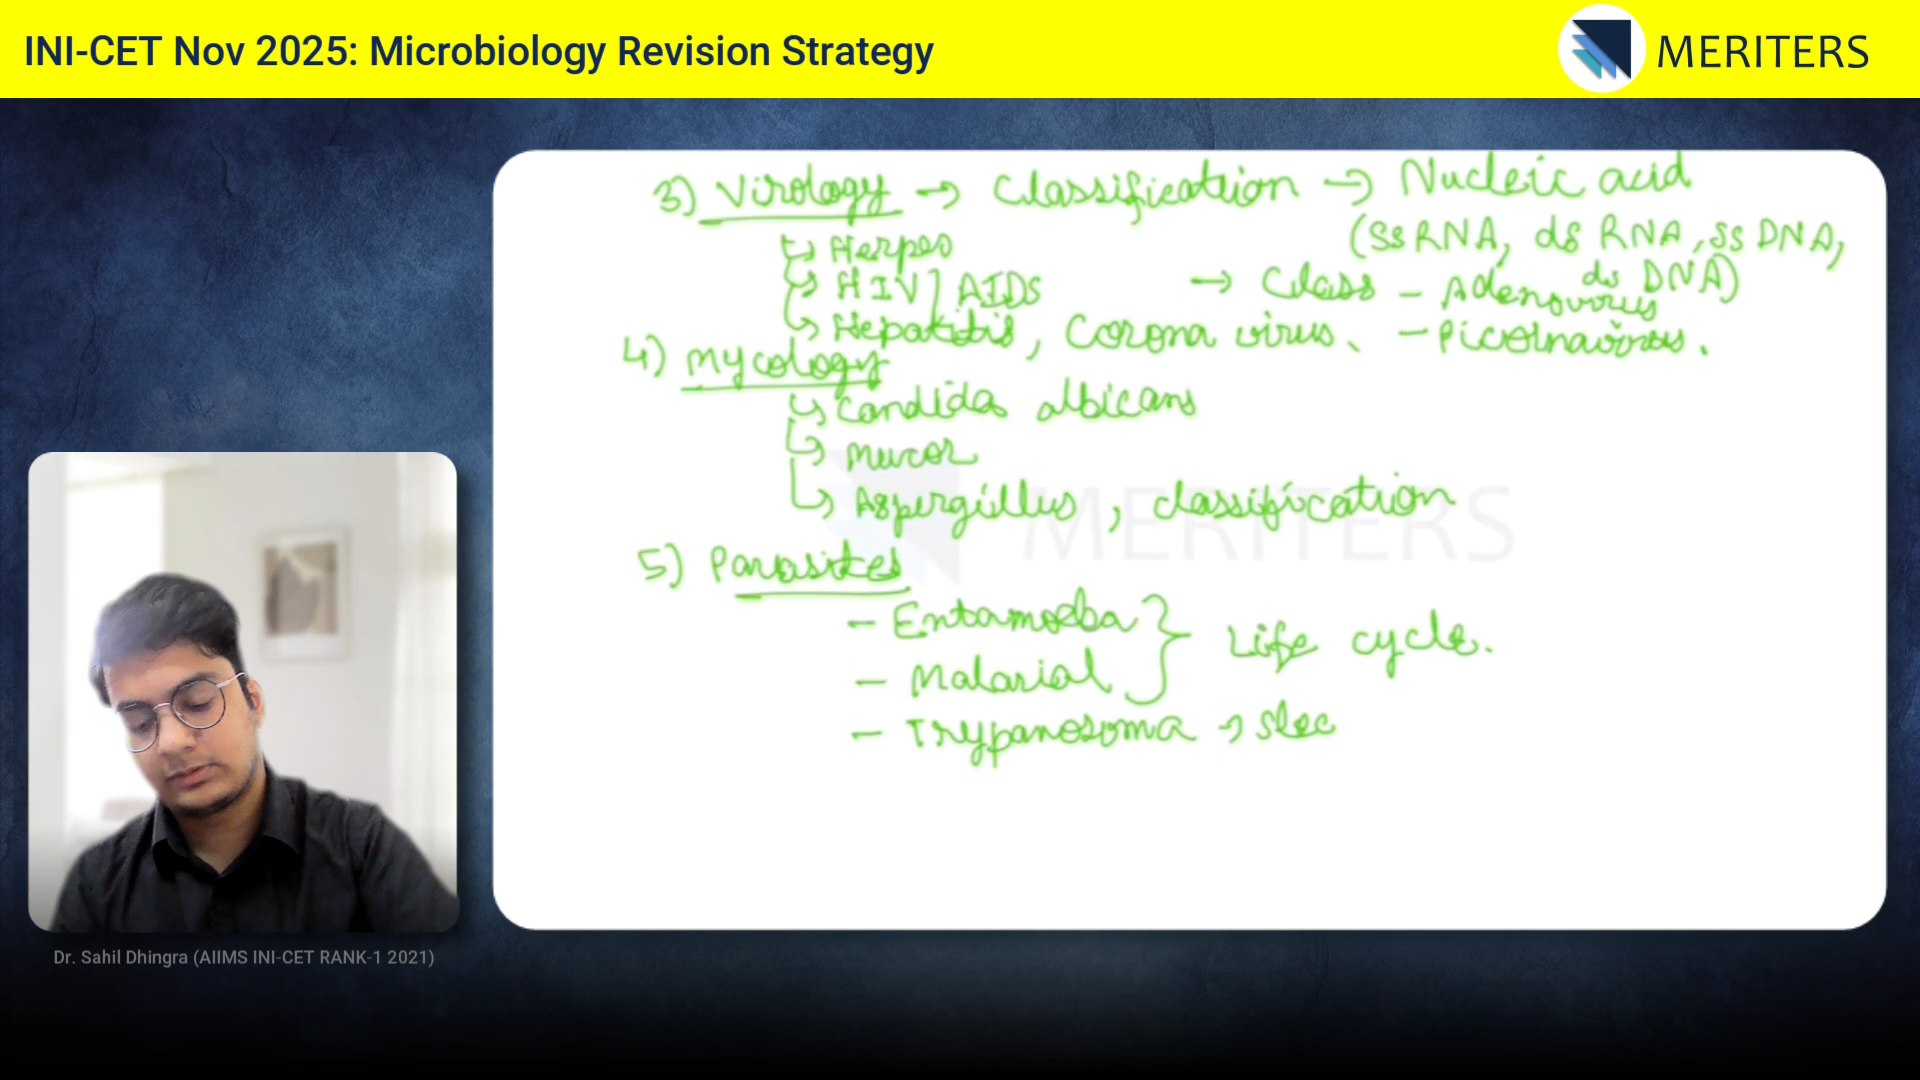 INI-CET Nov 2025: Microbiology Revision Strategy
MERITERS
3) Virology → Classification → Nucleic acid
(ss RNA, ds RNA, ss DNA, ds DNA)
↳ Herpes
↳ HIV / AIDS
→ Class - Adenovirus
↳ Hepatitis, Corona virus. - Picornavirus.
4) Mycology
↳ Candida albicans
↳ Mucor
↳ Aspergillus, classification
MERITERS
5) Parasites
- Entamoeba
- Malarial } Life cycle.
- Trypanosoma → slee
Dr. Sahil Dhingra (AIIMS INI-CET RANK-1 2021)